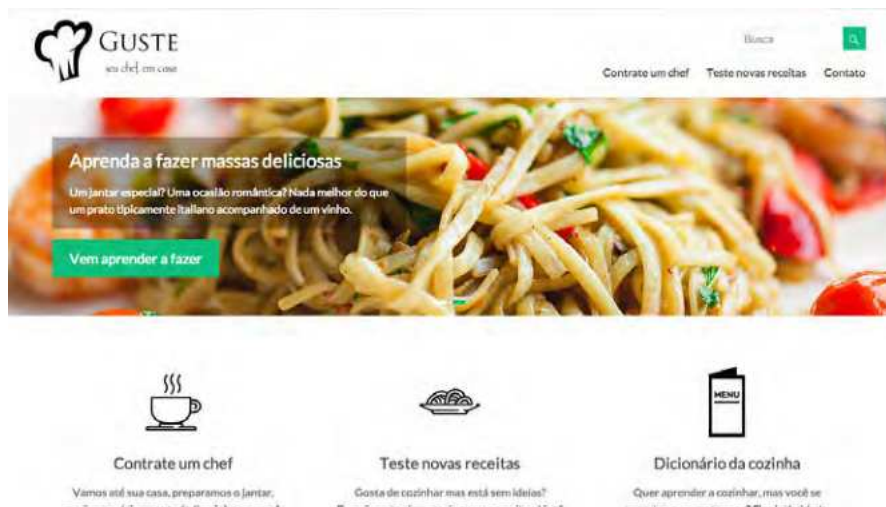 GUSTE
seu chef em casa
Busca
Contrate um chef Teste novas receitas Contato
Aprenda a fazer massas deliciosas
Um jantar especial? Uma ocasião romântica? Nada melhor do que
um prato tipicamente italiano acompanhado de um vinho.
Vem aprender a fazer
MENU
Contrate um chef
Vamos até sua casa, preparamos o jantar,
Teste novas receitas
Gosta de cozinhar mas está sem ideias?
Dicionário da cozinha
Quer aprender a cozinhar, mas você se